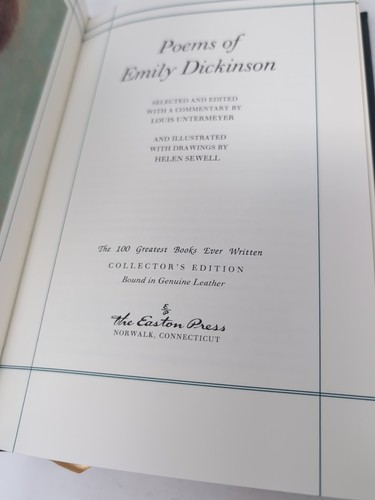 Poems of
Emily Dickinson
SELECTED AND EDITED
WITH A COMMENTARY BY
LOUIS UNTERMEYER
AND ILLUSTRATED
WITH DRAWINGS BY
HELEN SEWELL
The 100 Greatest Books Ever Written
COLLECTOR'S EDITION
Bound in Genuine Leather
The Easton Press
NORWALK, CONNECTICUT